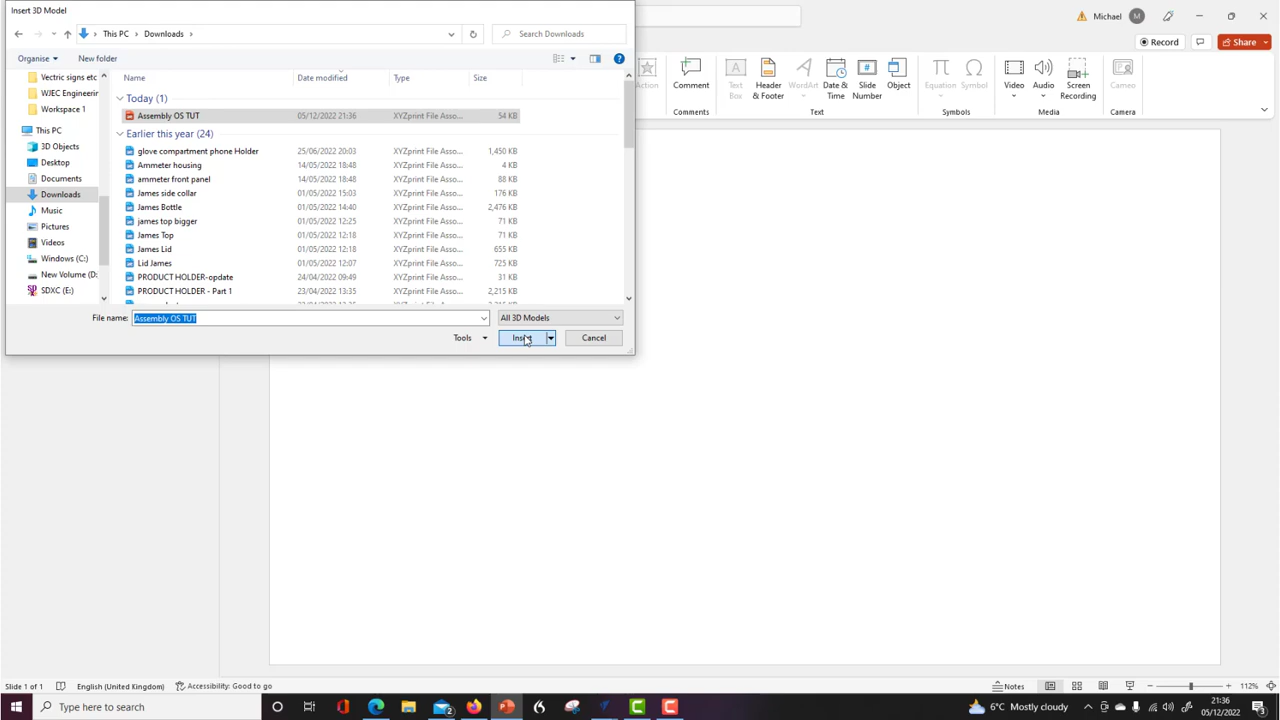 Insert 3D Model
Michael M
This PC > Downloads >
Search Downloads
Record
Share
Organise
New folder
Action
Comment
Text Box
Header & Footer
WordArt
Date & Time
Slide Number
Object
Equation
Symbol
Video
Audio
Screen Recording
Cameo
Comments
Text
Symbols
Media
Camera
Vectric signs etc
WJEC Engineerin
Workspace 1
This PC
3D Objects
Desktop
Documents
Downloads
Music
Pictures
Videos
Windows (C:)
New Volume (D:
SDXC (E:)
Name Date modified Type Size
Today (1)
Assembly OS TUT 05/12/2022 21:36 XYZprint File Asso... 54 KB
Earlier this year (24)
glove compartment phone Holder 25/06/2022 20:03 XYZprint File Asso... 1,450 KB
Ammeter housing 14/05/2022 18:48 XYZprint File Asso... 4 KB
ammeter front panel 14/05/2022 18:48 XYZprint File Asso... 88 KB
James side collar 01/05/2022 15:03 XYZprint File Asso... 176 KB
James Bottle 01/05/2022 14:40 XYZprint File Asso... 2,476 KB
james top bigger 01/05/2022 12:25 XYZprint File Asso... 71 KB
James Top 01/05/2022 12:18 XYZprint File Asso... 71 KB
James Lid 01/05/2022 12:18 XYZprint File Asso... 655 KB
Lid James 01/05/2022 12:07 XYZprint File Asso... 725 KB
PRODUCT HOLDER-opdate 24/04/2022 09:49 XYZprint File Asso... 31 KB
PRODUCT HOLDER - Part 1 23/04/2022 13:35 XYZprint File Asso... 2,215 KB
File name: Assembly OS TUT
All 3D Models
Tools
Insert
Cancel
Slide 1 of 1
English (United Kingdom)
Accessibility: Good to go
Notes
112%
Type here to search
6°C Mostly cloudy
21:36
05/12/2022